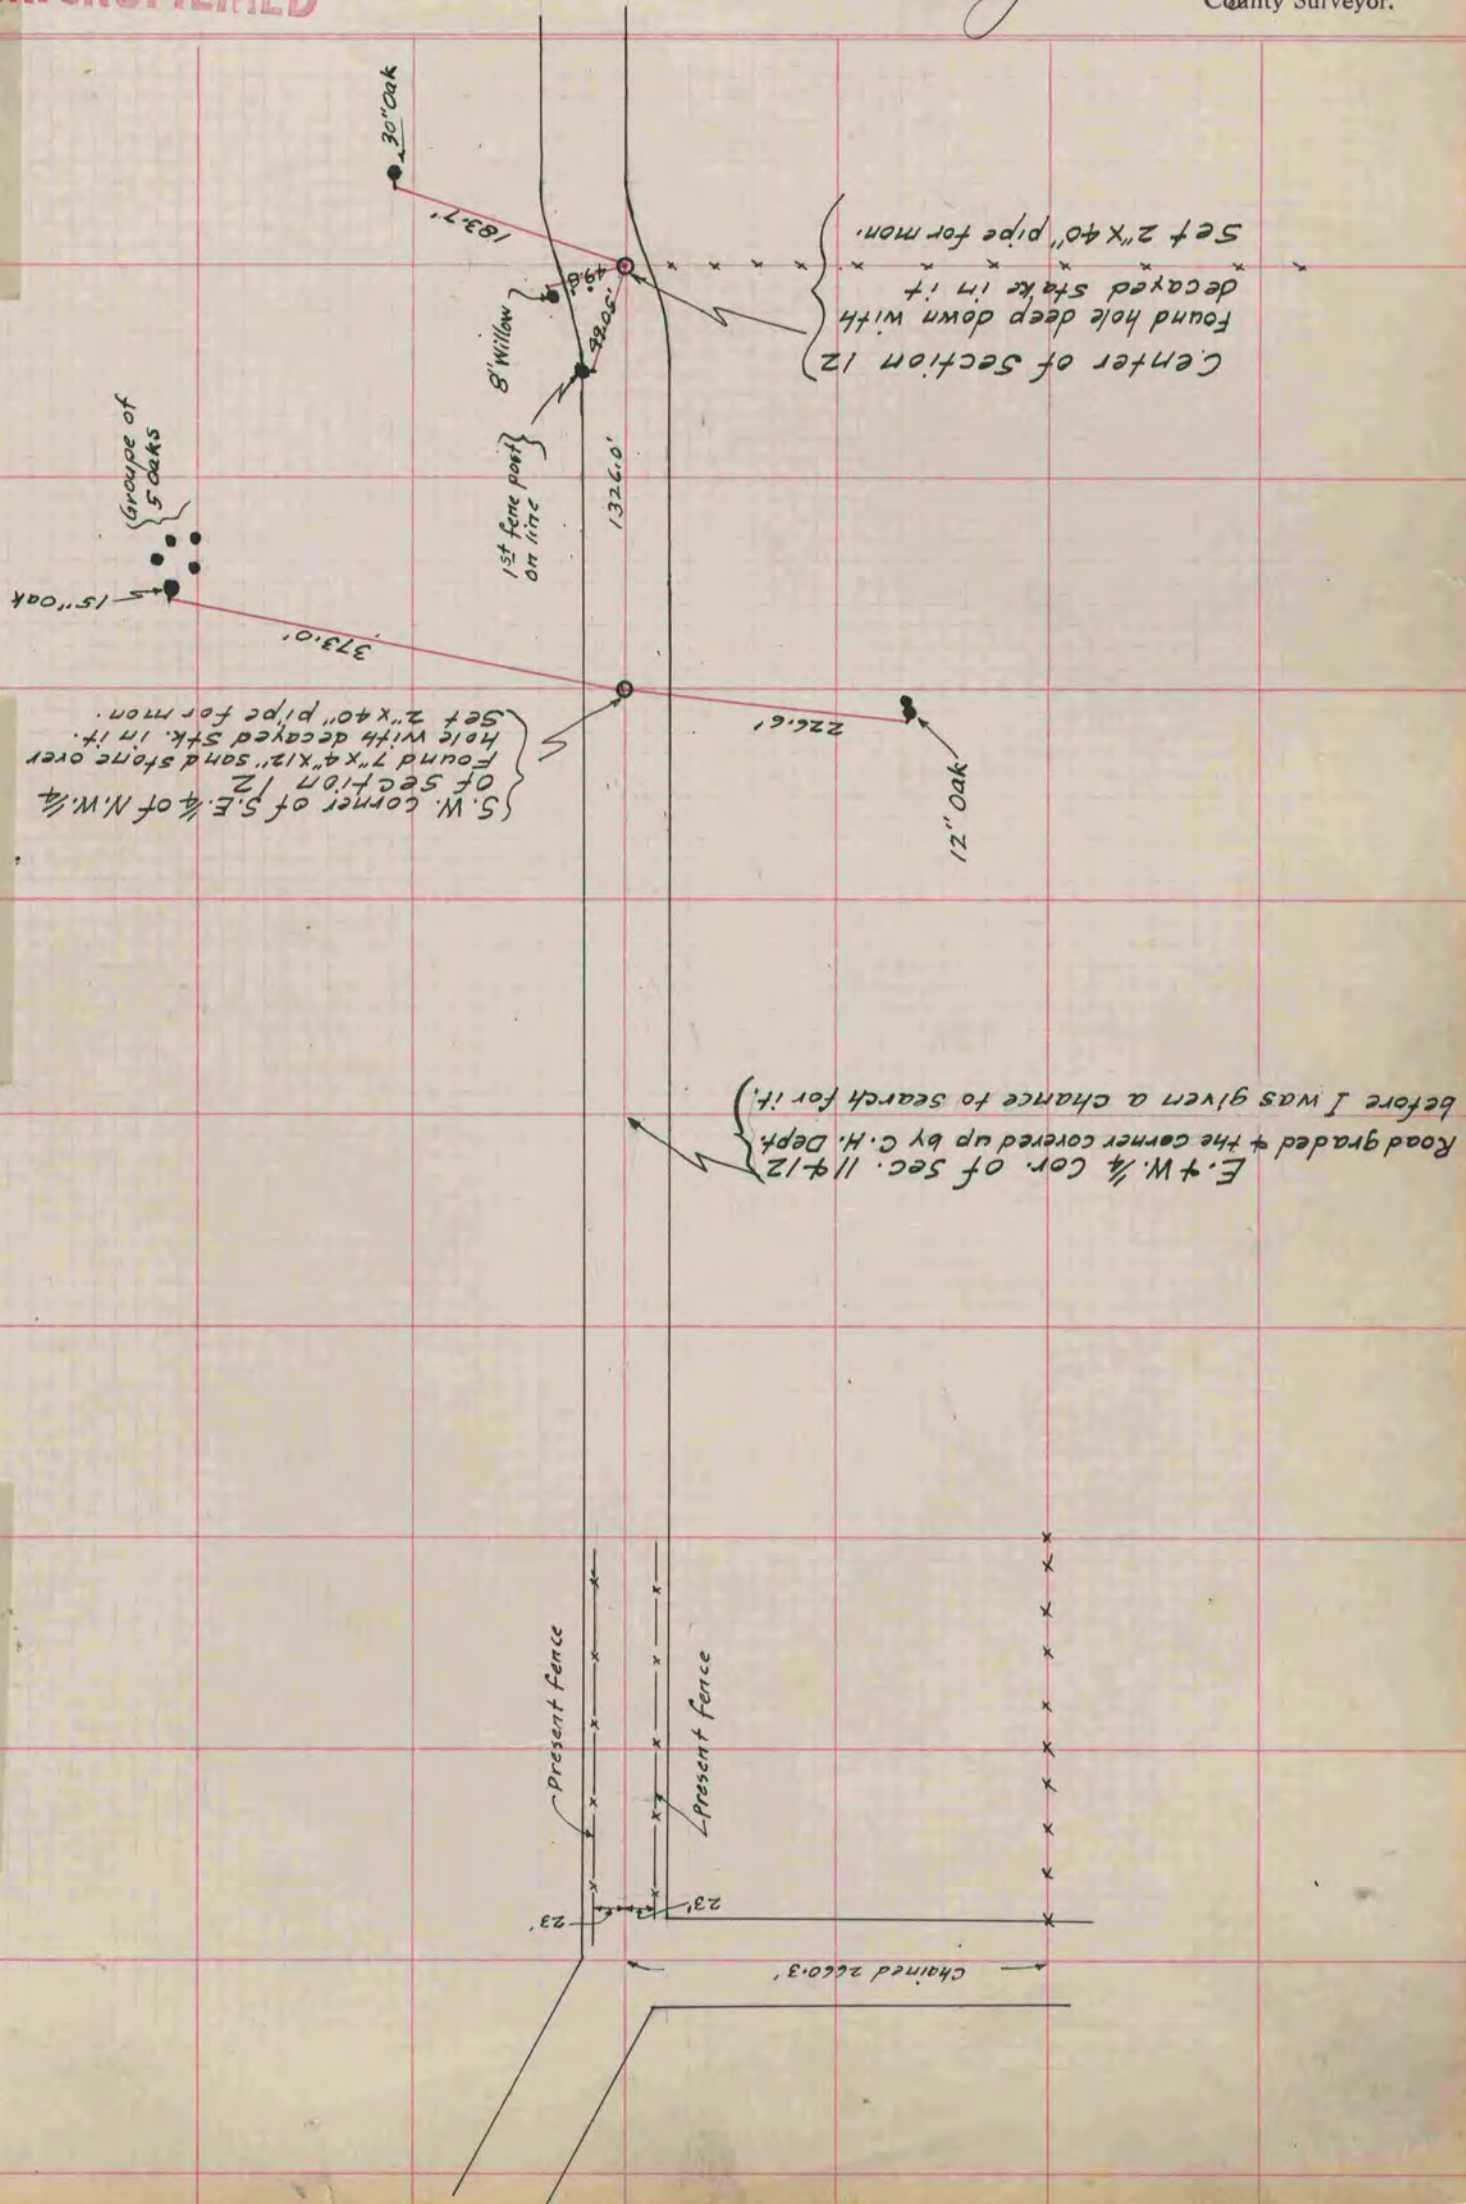 County Surveyor.
30" Oak
183.7'
8" Willow
49.8'
99.05'
Set 2"x40" pipe for mon.
Center of Section 12
Found hole deep down with
decayed stake in it
Groupe of
5 oaks
15" Oak
373.0'
1st fene post
on line
1326.0'
226.6'
12" Oak
S.W. corner of S.E. ¼ of N.W. ¼
of section 12
Found 7"x4"x12" sand stone over
hole with decayed stk. in it.
Set 2"x40" pipe for mon.
E. & W. ¼ Cor. of Sec. 11 & 12
Road graded & the corner covered up by C.H. Dept.
before I was given a chance to search for it.
Present fence
Present fence
23'
23'
Chained 2660.3'